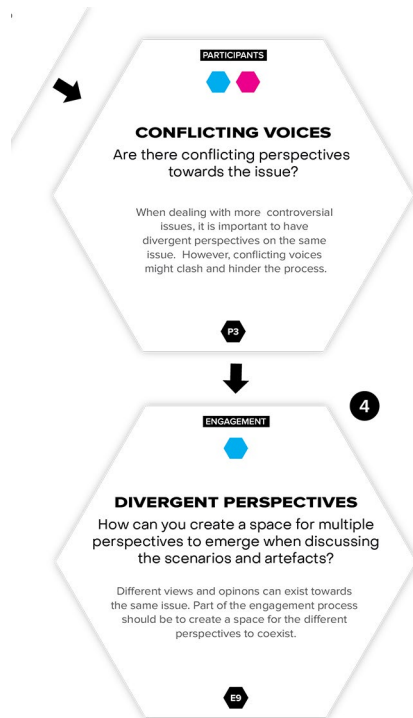 PARTICIPANTS
CONFLICTING VOICES
Are there conflicting perspectives
towards the issue?
When dealing with more controversial
issues, it is important to have
divergent perspectives on the same
issue. However, conflicting voices
might clash and hinder the process.
P3
4
ENGAGEMENT
DIVERGENT PERSPECTIVES
How can you create a space for multiple
perspectives to emerge when discussing
the scenarios and artefacts?
Different views and opinons can exist towards
the same issue. Part of the engagement process
should be to create a space for the different
perspectives to coexist.
E9